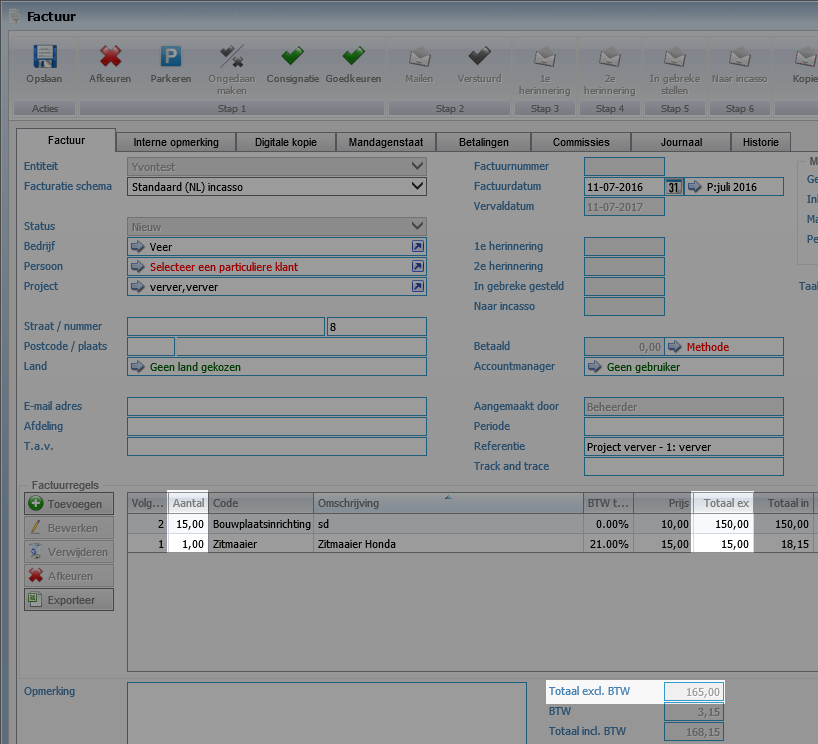 Factuur
Opslaan
Afkeuren
Parkeren
Ongedaan maken
Consignatie
Goedkeuren
Mailen
Verstuurd
1e herinnering
2e herinnering
In gebreke stellen
Naar incasso
Kopie
Acties
Stap 1
Stap 2
Stap 3
Stap 4
Stap 5
Stap 6
Factuur
Interne opmerking
Digitale kopie
Mandagenstaat
Betalingen
Commissies
Journaal
Historie
Entiteit Yvontest
Facturatie schema Standaard (NL) incasso
Status Nieuw
Bedrijf Veer
Persoon Selecteer een particuliere klant
Project verver,verver
Straat / nummer 8
Postcode / plaats
Land Geen land gekozen
E-mail adres
Afdeling
T.a.v.
Factuurnummer
Factuurdatum 11-07-2016 31 P:juli 2016
Vervaldatum 11-07-2017
1e herinnering
2e herinnering
In gebreke gesteld
Naar incasso
Betaald 0,00 Methode
Accountmanager Geen gebruiker
Aangemaakt door Beheerder
Periode
Referentie Project verver - 1: verver
Track and trace
M
Ge
In
Ma
Pe
Taal
Factuurregels
Toevoegen
Bewerken
Verwijderen
Afkeuren
Exporteer
Volg... Aantal Code Omschrijving BTW t... Prijs Totaal ex Totaal in
2 15,00 Bouwplaatsinrichting sd 0.00% 10,00 150,00 150,00
1 1,00 Zitmaaier Zitmaaier Honda 21.00% 15,00 15,00 18,15
Opmerking
Totaal excl. BTW 165,00
BTW 3,15
Totaal incl. BTW 168,15